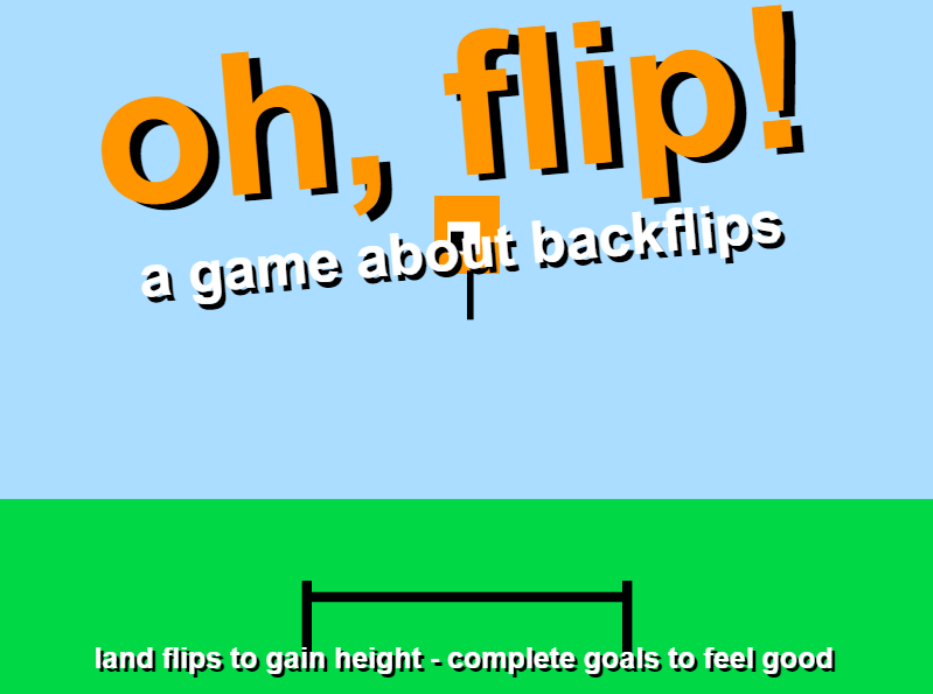 oh, flip!
a game about backflips
land flips to gain height - complete goals to feel good